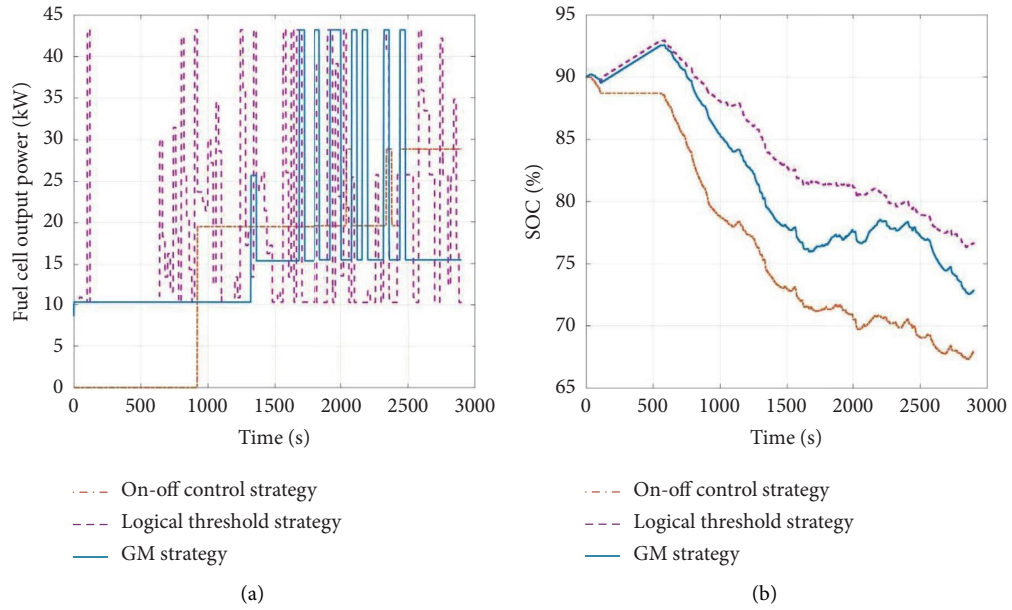 45
40
35
30
25
20
15
10
5
0
Fuel cell output power (kW)
0 500 1000 1500 2000 2500 3000
Time (s)
On-off control strategy
Logical threshold strategy
GM strategy
(a)
95
90
85
80
75
70
65
SOC (%)
0 500 1000 1500 2000 2500 3000
Time (s)
On-off control strategy
Logical threshold strategy
GM strategy
(b)